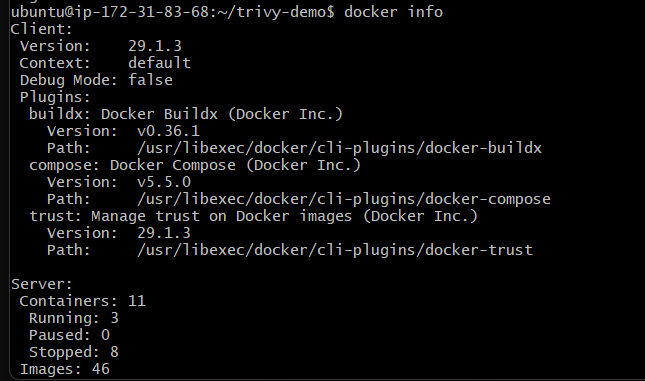 ubuntu@ip-172-31-83-68:~/trivy-demo$ docker info
Client:
 Version:    29.1.3
 Context:    default
 Debug Mode: false
 Plugins:
  buildx: Docker Buildx (Docker Inc.)
    Version:  v0.36.1
    Path:     /usr/libexec/docker/cli-plugins/docker-buildx
  compose: Docker Compose (Docker Inc.)
    Version:  v5.5.0
    Path:     /usr/libexec/docker/cli-plugins/docker-compose
  trust: Manage trust on Docker images (Docker Inc.)
    Version:  29.1.3
    Path:     /usr/libexec/docker/cli-plugins/docker-trust

Server:
 Containers: 11
  Running: 3
  Paused: 0
  Stopped: 8
 Images: 46